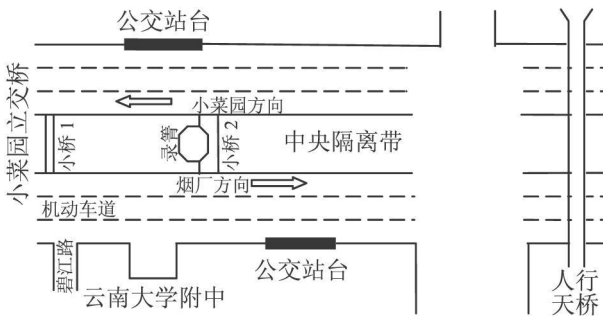 公交站台
小菜园立交桥
小菜园方向
小桥 1
录
小桥 2
中央隔离带
烟厂方向
机动车道
碧江路
云南大学附中
公交站台
人行
天桥